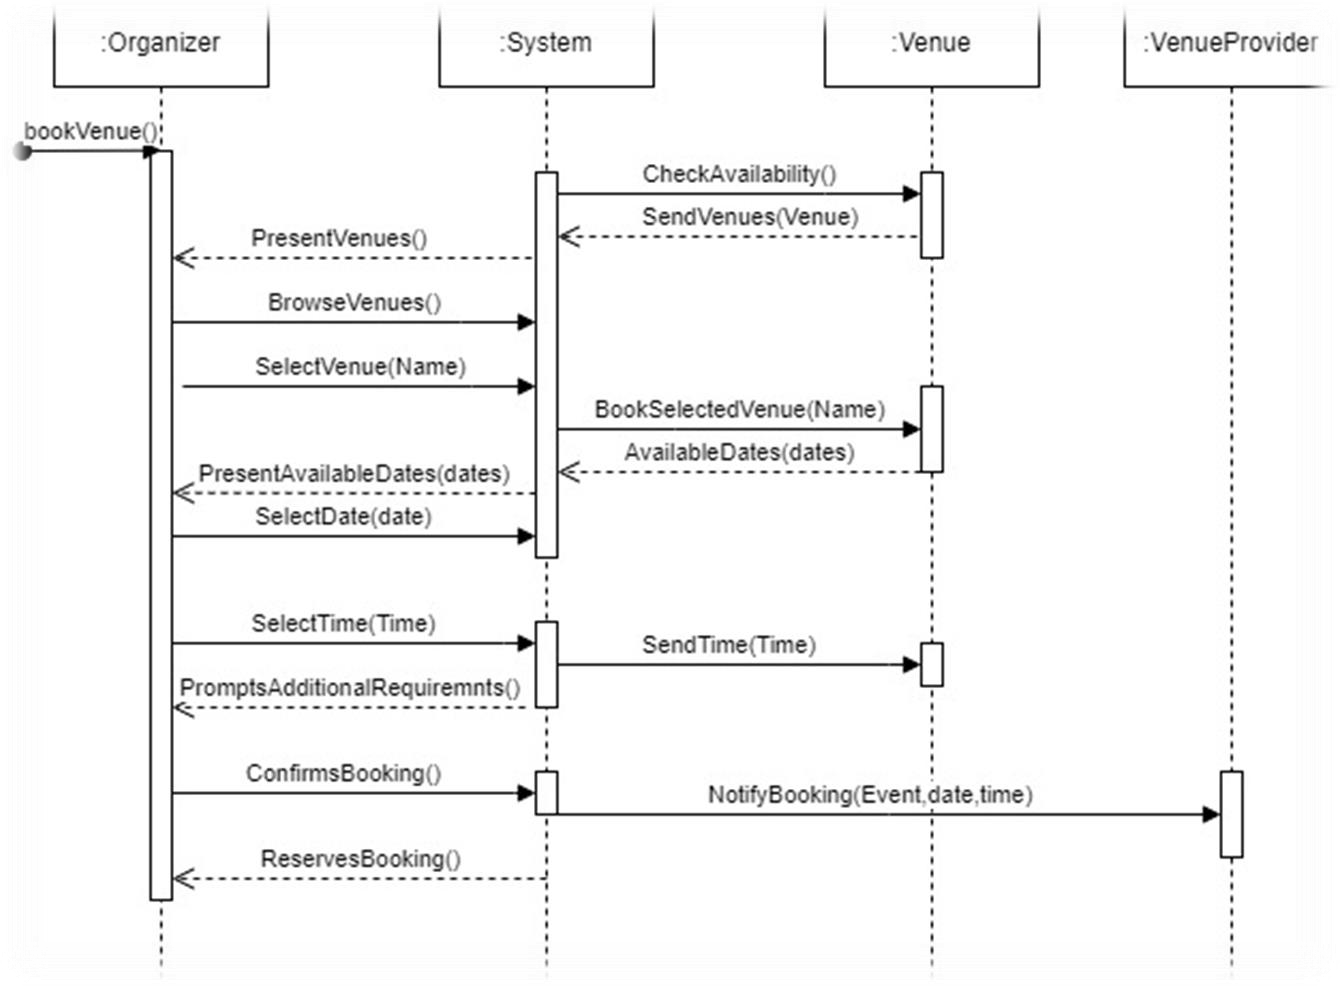 :Organizer
:System
:Venue
:VenueProvider
bookVenue()
CheckAvailability()
SendVenues(Venue)
PresentVenues()
BrowseVenues()
SelectVenue(Name)
BookSelectedVenue(Name)
AvailableDates(dates)
PresentAvailableDates(dates)
SelectDate(date)
SelectTime(Time)
SendTime(Time)
PromptsAdditionalRequiremnts()
ConfirmsBooking()
NotifyBooking(Event,date,time)
ReservesBooking()